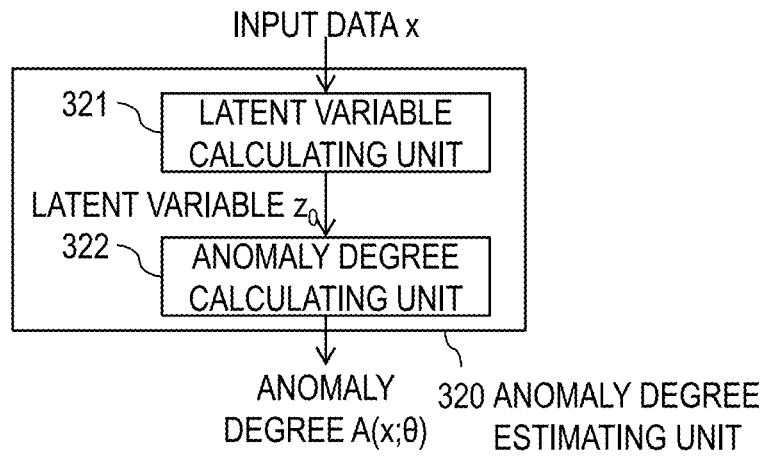 INPUT DATA x
321
LATENT VARIABLE
CALCULATING UNIT
LATENT VARIABLE z₀
322
ANOMALY DEGREE
CALCULATING UNIT
ANOMALY
DEGREE A(x;θ)
320 ANOMALY DEGREE
ESTIMATING UNIT